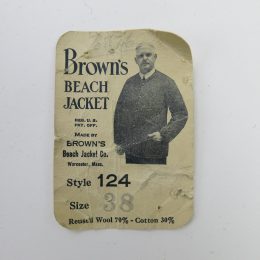 Brown's
BEACH
JACKET
REG. U. S.
PAT. OFF.
MADE BY
BROWN'S
Beach Jacket Co.
Worcester, Mass.
Style 124
Size 38
Reused Wool 70% - Cotton 30%